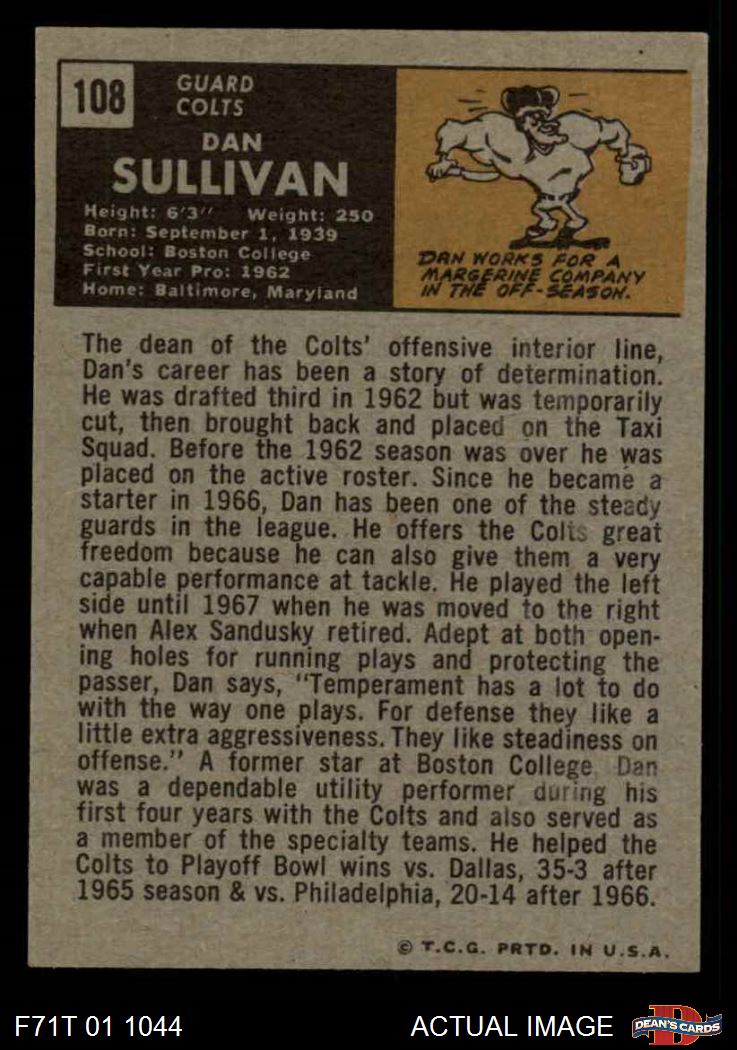 108
GUARD
COLTS
DAN
SULLIVAN
Height: 6'3" Weight: 250
Born: September 1, 1939
School: Boston College
First Year Pro: 1962
Home: Baltimore, Maryland
DAN WORKS FOR A
MARGERINE COMPANY
IN THE OFF-SEASON.
The dean of the Colts' offensive interior line,
Dan's career has been a story of determination.
He was drafted third in 1962 but was temporarily
cut, then brought back and placed on the Taxi
Squad. Before the 1962 season was over he was
placed on the active roster. Since he became a
starter in 1966, Dan has been one of the steady
guards in the league. He offers the Colts great
freedom because he can also give them a very
capable performance at tackle. He played the left
side until 1967 when he was moved to the right
when Alex Sandusky retired. Adept at both open-
ing holes for running plays and protecting the
passer, Dan says, "Temperament has a lot to do
with the way one plays. For defense they like a
little extra aggressiveness. They like steadiness on
offense." A former star at Boston College Dan
was a dependable utility performer during his
first four years with the Colts and also served as
a member of the specialty teams. He helped the
Colts to Playoff Bowl wins vs. Dallas, 35-3 after
1965 season & vs. Philadelphia, 20-14 after 1966.
© T.C.G. PRTD. IN U.S.A.
F71T 01 1044
ACTUAL IMAGE
DEAN'S CARDS